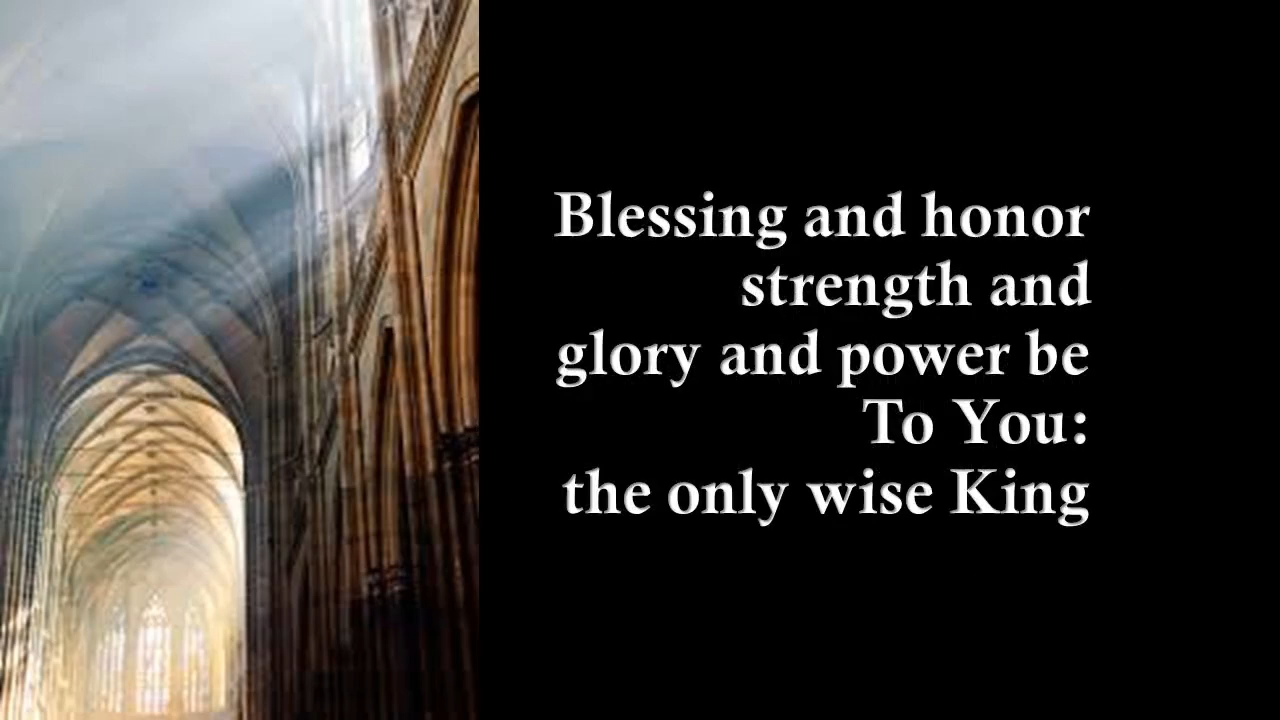 Blessing and honor
strength and
glory and power be
To You:
the only wise King